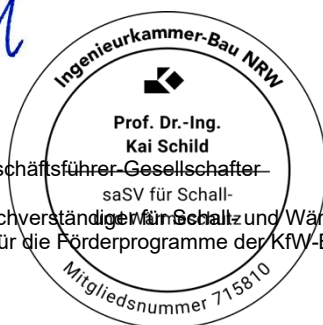 Ingenieurkammer-Bau NRW
Prof. Dr.-Ing.
Kai Schild
schäftsführer-Gesellschafter
saSV für Schall-
und Wärmeschutz
chverständiger für Schall- und Wär
ür die Förderprogramme der KfW-B
Mitgliedsnummer 715810